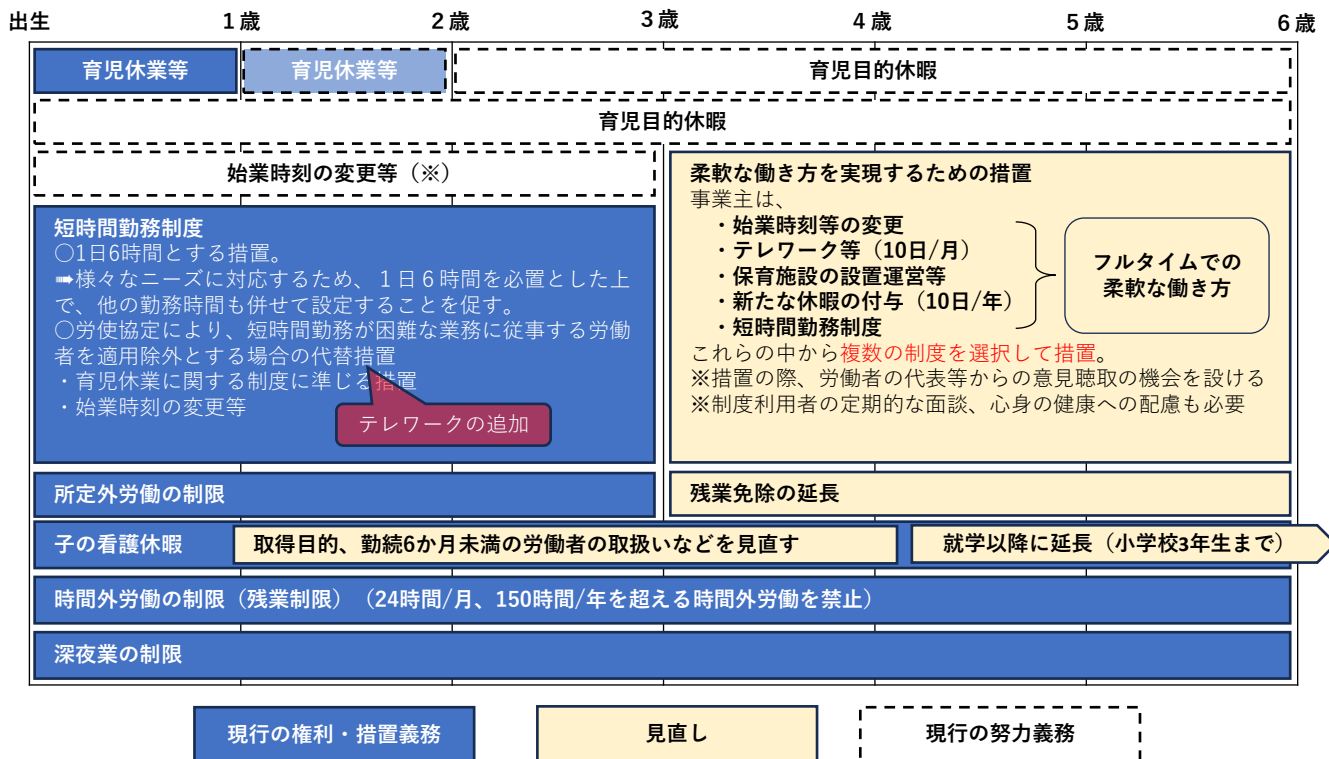 出生
1歳
2歳
3歳
4歳
5歳
6歳
育児休業等
育児休業等
育児目的休暇
育児目的休暇
始業時刻の変更等（※）
短時間勤務制度
○1日6時間とする措置。
➠様々なニーズに対応するため、１日６時間を必置とした上
で、他の勤務時間も併せて設定することを促す。
○労使協定により、短時間勤務が困難な業務に従事する労働
者を適用除外とする場合の代替措置
・育児休業に関する制度に準じる措置
・始業時刻の変更等
テレワークの追加
柔軟な働き方を実現するための措置
事業主は、
・始業時刻等の変更
・テレワーク等（10日/月）
・保育施設の設置運営等
・新たな休暇の付与（10日/年）
・短時間勤務制度
フルタイムでの
柔軟な働き方
これらの中から複数の制度を選択して措置。
※措置の際、労働者の代表等からの意見聴取の機会を設ける
※制度利用者の定期的な面談、心身の健康への配慮も必要
所定外労働の制限
残業免除の延長
子の看護休暇
取得目的、勤続6か月未満の労働者の取扱いなどを見直す
就学以降に延長（小学校3年生まで）
時間外労働の制限（残業制限）（24時間/月、150時間/年を超える時間外労働を禁止）
深夜業の制限
現行の権利・措置義務
見直し
現行の努力義務